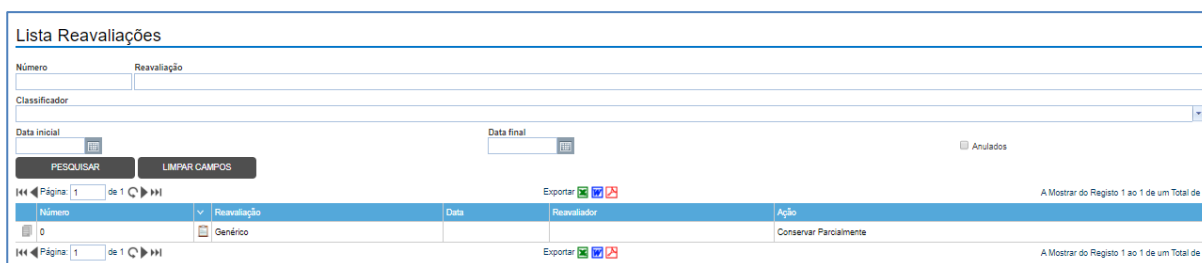 Lista Reavaliações
Número Reavaliação
Classificador
Data inicial Data final
Anulados
PESQUISAR LIMPAR CAMPOS
Página: 1 de 1 Exportar A Mostrar do Registo 1 ao 1 de um Total de
Número Reavaliação Data Reavaliador Ação
0 Genérico Conservar Parcialmente
Página: 1 de 1 Exportar A Mostrar do Registo 1 ao 1 de um Total de